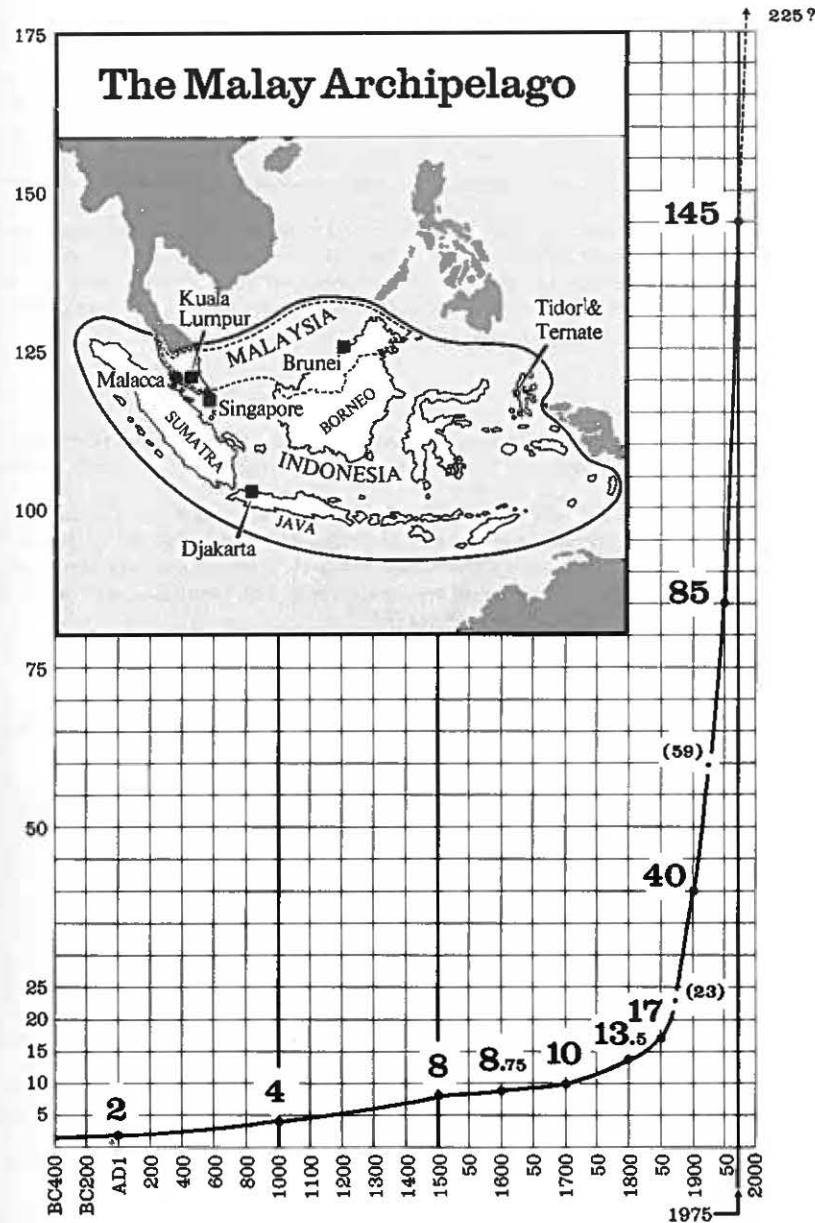 225?
175
The Malay Archipelago
150
145
Kuala
Lumpur
MALAYSIA
Tidor &
Ternate
125
Brunei
Malacca
Singapore
BORNEO
SUMATRA
INDONESIA
100
JAVA
Djakarta
85
75
(59)
50
40
25
(23)
20
17
15
13.5
10
8
8.75
10
5
4
2
BC400
BC200
AD1
200
400
600
800
1000
1100
1200
1300
1400
1500
50
1600
50
1700
50
1800
50
1900
50
2000
1975